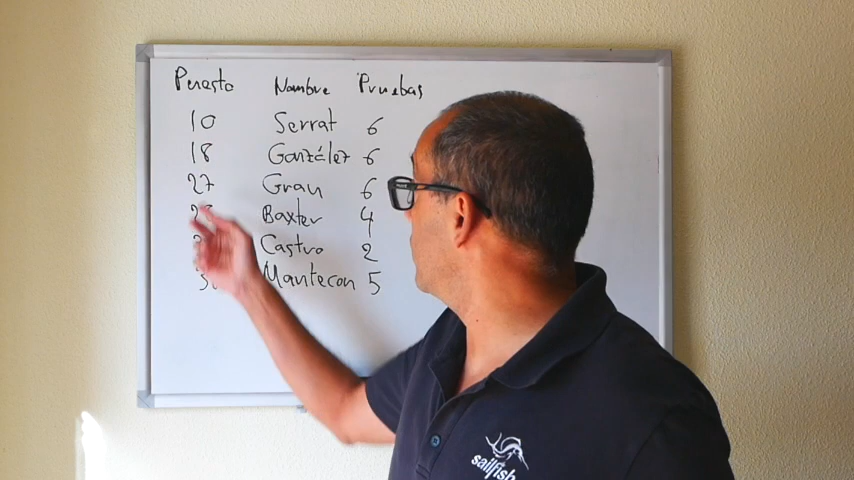 Puesto Nombre Pruebas
10 Serrat 6
18 González 6
27 Gran 6
Baxter 4
Castro 2
Mantecon 5
sailfish